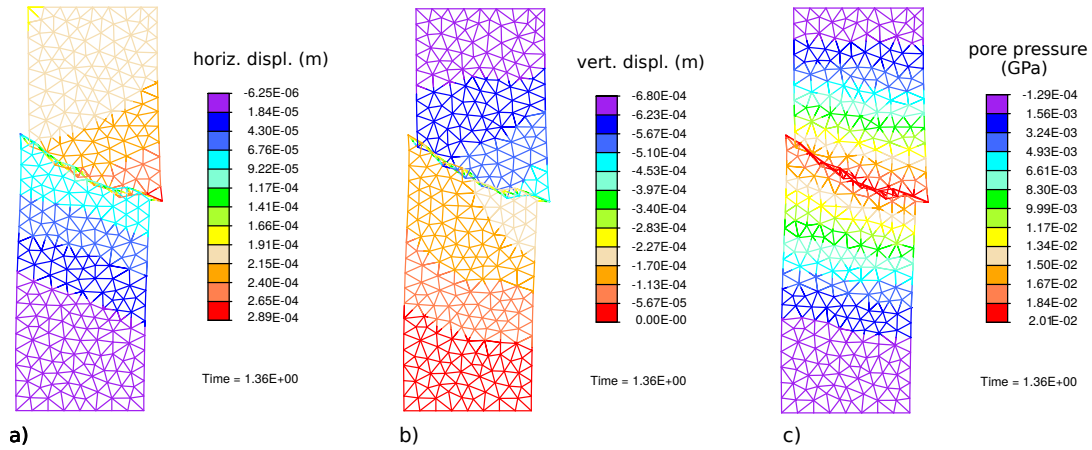 horiz. displ. (m)
-6.25E-06
1.84E-05
4.30E-05
6.76E-05
9.22E-05
1.17E-04
1.41E-04
1.66E-04
1.91E-04
2.15E-04
2.40E-04
2.65E-04
2.89E-04
Time = 1.36E+00
a)
vert. displ. (m)
-6.80E-04
-6.23E-04
-5.67E-04
-5.10E-04
-4.53E-04
-3.97E-04
-3.40E-04
-2.83E-04
-2.27E-04
-1.70E-04
-1.13E-04
-5.67E-05
0.00E+00
Time = 1.36E+00
b)
pore pressure
(GPa)
-1.29E-04
1.56E-03
3.24E-03
4.93E-03
6.61E-03
8.30E-03
9.99E-03
1.17E-02
1.34E-02
1.50E-02
1.67E-02
1.84E-02
2.01E-02
Time = 1.36E+00
c)